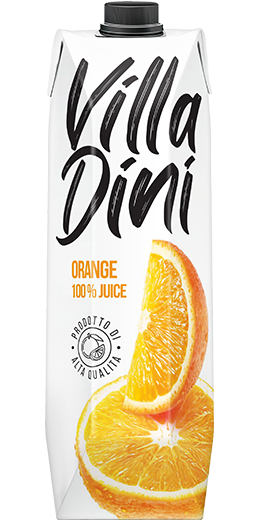 Villa
Dini
ORANGE
100% JUICE
PRODOTTO DI
ALTA QUALITÀ